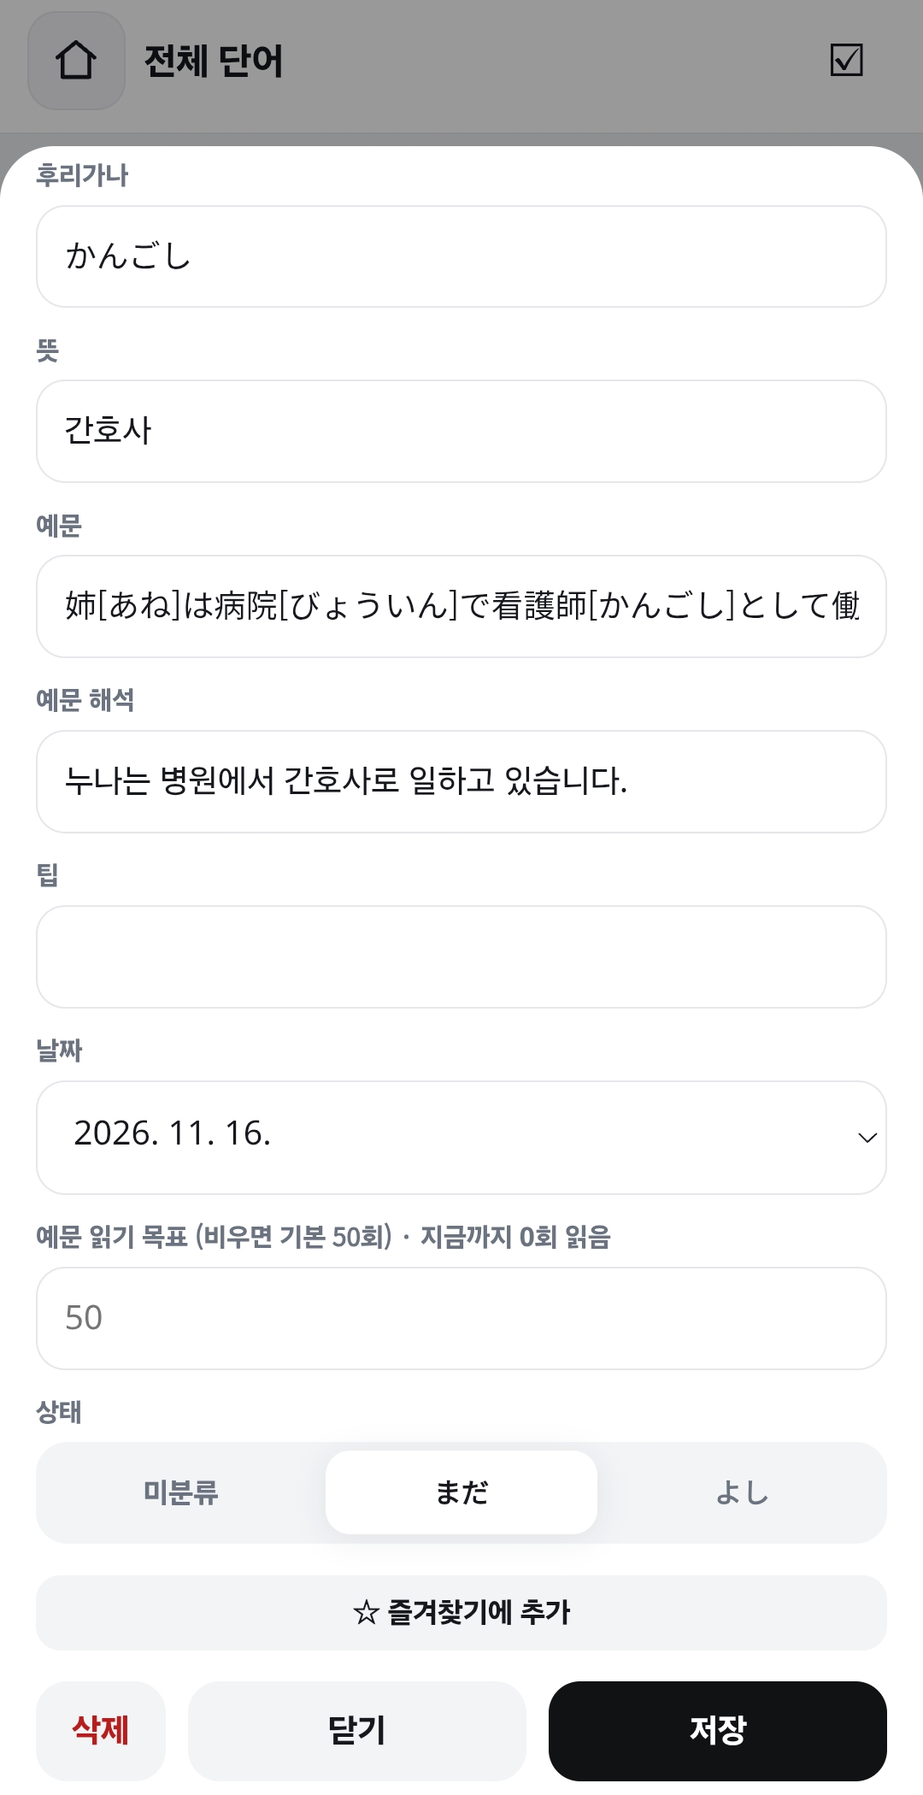 전체 단어
후리가나
かんごし
뜻
간호사
예문
姉[あね]は病院[びょういん]で看護師[かんごし]として働
예문 해석
누나는 병원에서 간호사로 일하고 있습니다.
팁
날짜
2026. 11. 16.
예문 읽기 목표 (비우면 기본 50회) · 지금까지 0회 읽음
50
상태
미분류 まだ よし
☆ 즐겨찾기에 추가
삭제 닫기 저장